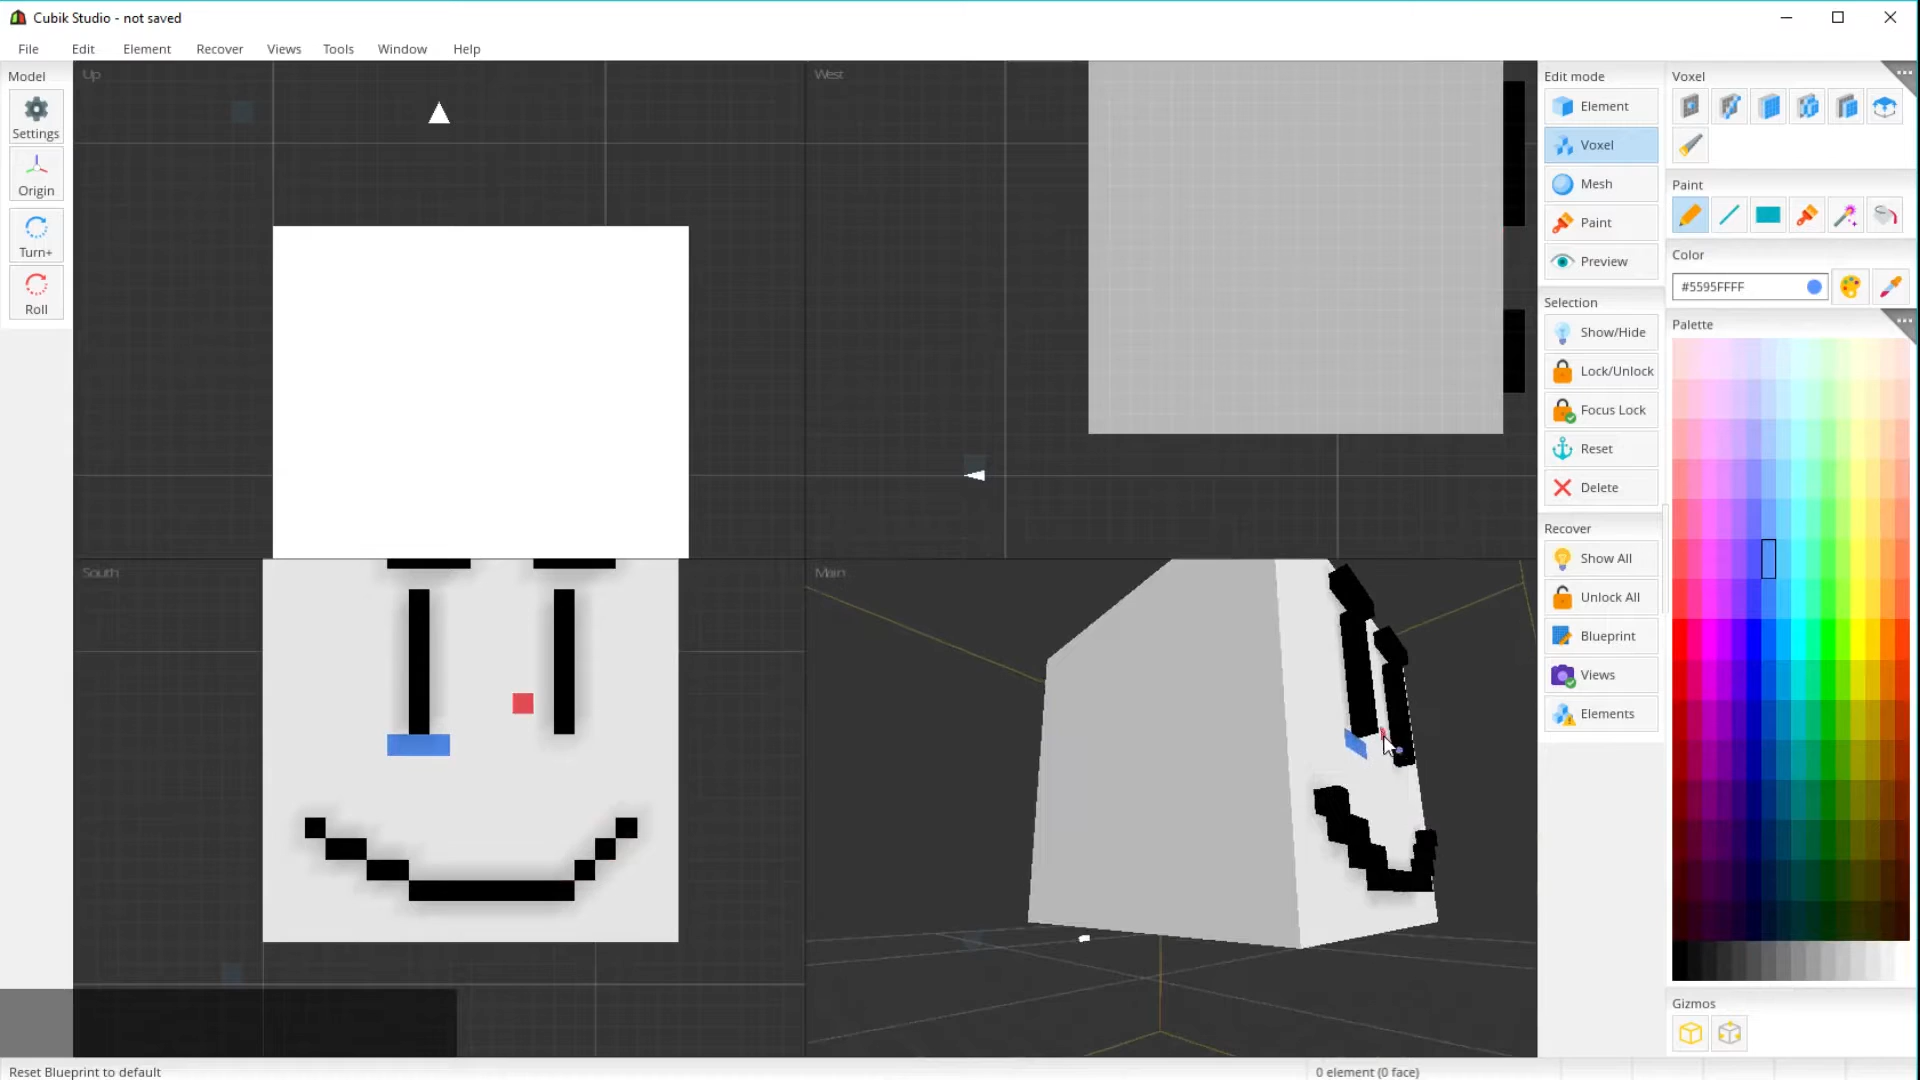 Cubik Studio - not saved
File Edit Element Recover Views Tools Window Help
Model
Settings
Origin
Turn+
Roll
Up
West
South
Main
Edit mode
Element
Voxel
Mesh
Paint
Preview
Selection
Show/Hide
Lock/Unlock
Focus Lock
Reset
Delete
Recover
Show All
Unlock All
Blueprint
Views
Elements
Voxel
Paint
Color
#5595FFFF
Palette
Gizmos
Reset Blueprint to default
0 element (0 face)